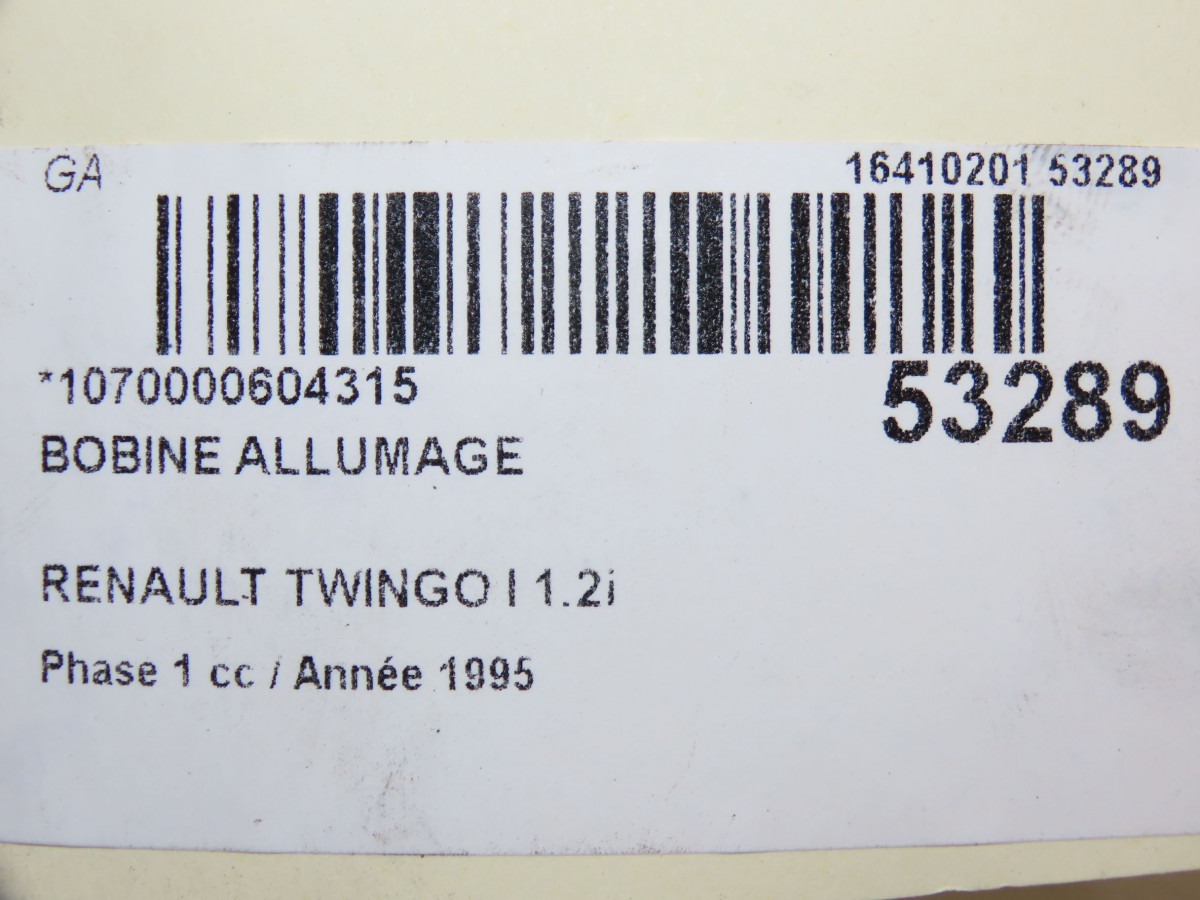 GA 16410201 53289
*1070000604315 53289
BOBINE ALLUMAGE
RENAULT TWINGO I 1.2i
Phase 1 cc / Année 1995